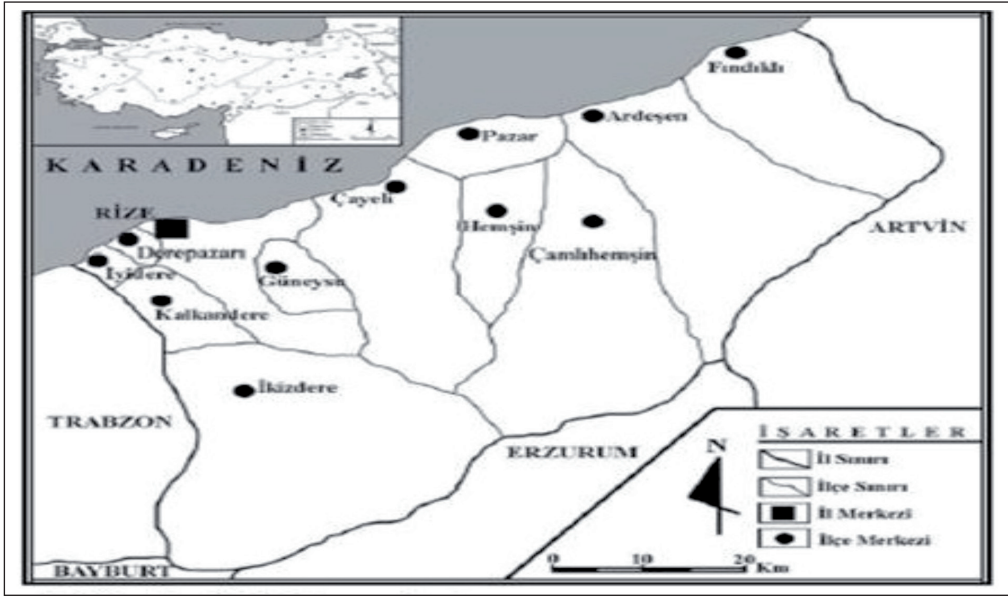 KARADENİZ
Fındıklı
Ardeşen
Pazar
Çayeli
RİZE
Hemşin
ARTVİN
Derepazarı
Çamlıhemşin
İyidere
Güneysu
Kalkandere
İkizdere
TRABZON
ERZURUM
BAYBURT
N
İŞARETLER
İl Sınırı
İlçe Sınırı
İl Merkezi
İlçe Merkezi
0 10 20
Km